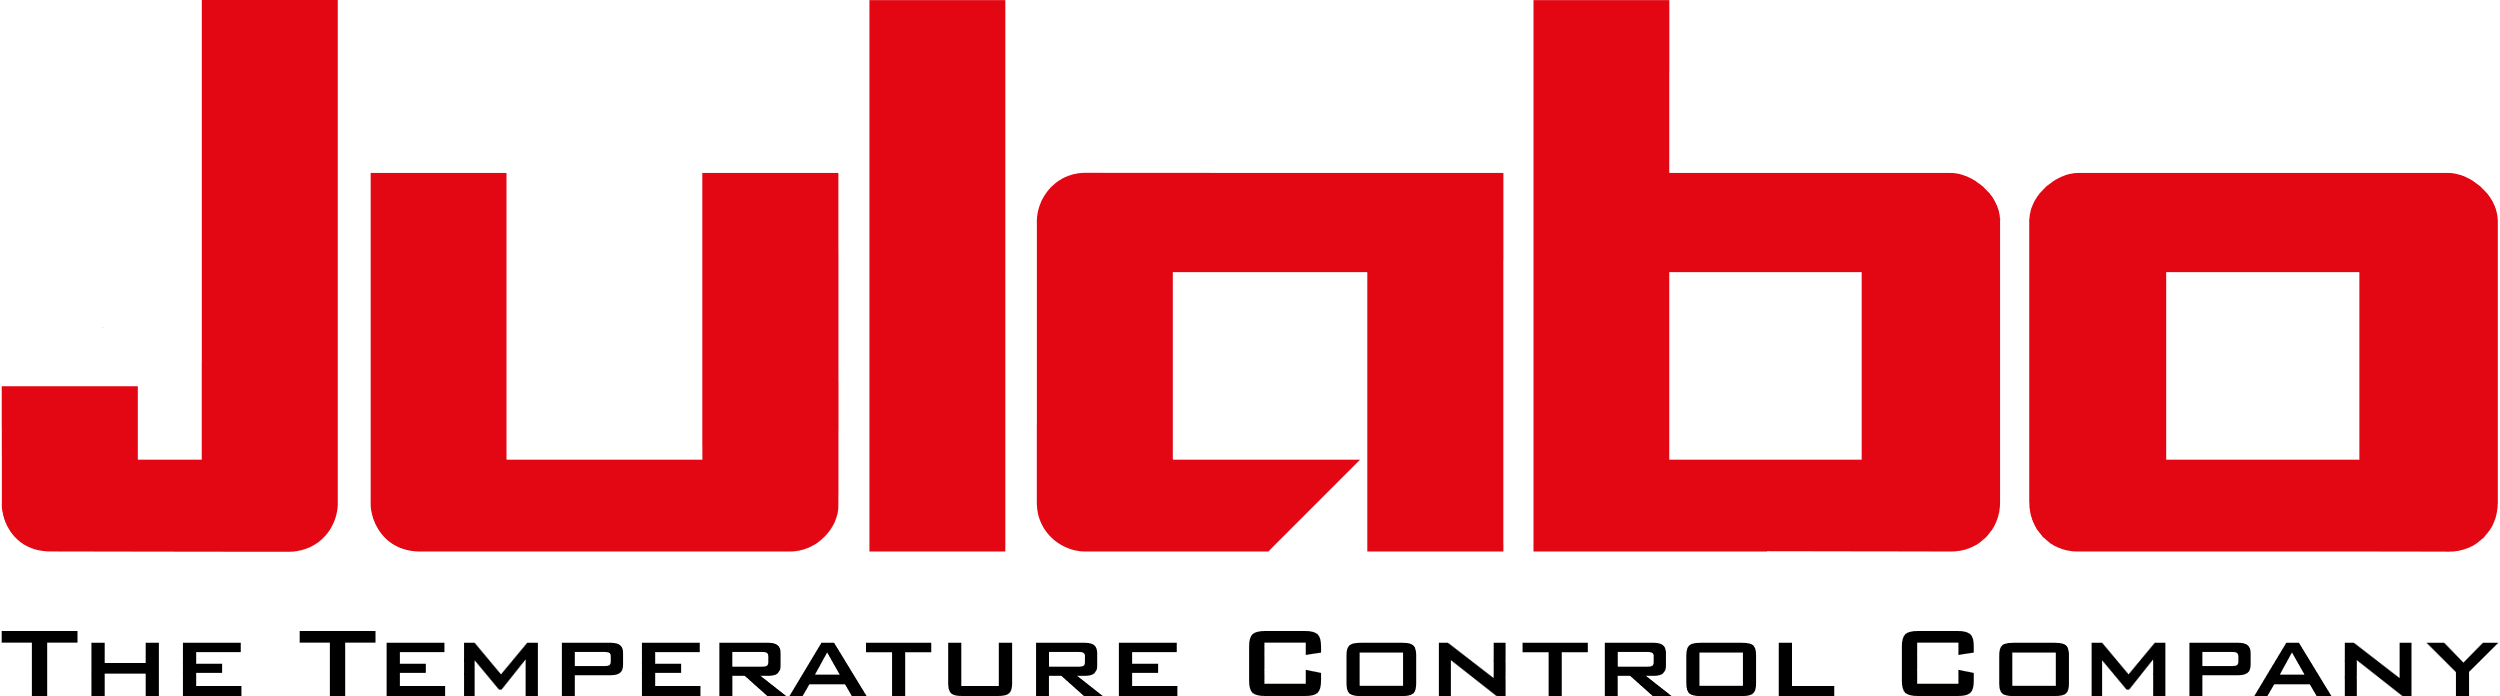 Julabo
THE TEMPERATURE CONTROL COMPANY